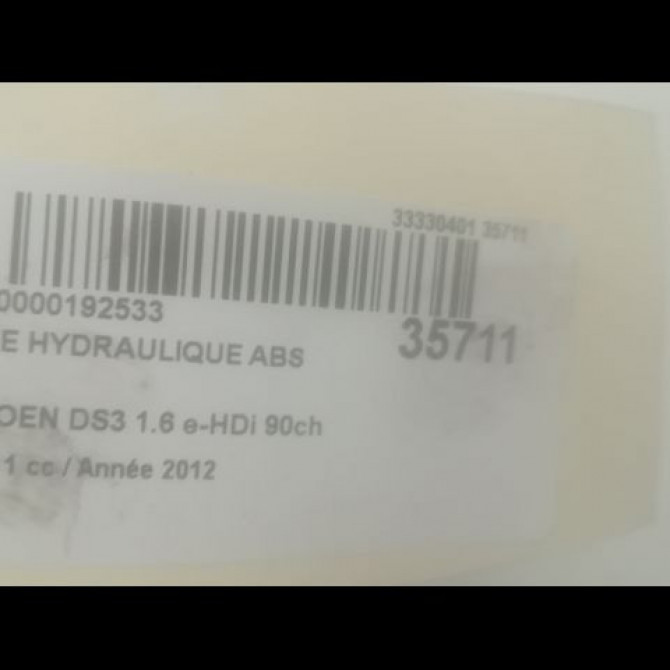 33330401 35711
0000192533
35711
E HYDRAULIQUE ABS
OEN DS3 1.6 e-HDi 90ch
1 cc / Année 2012